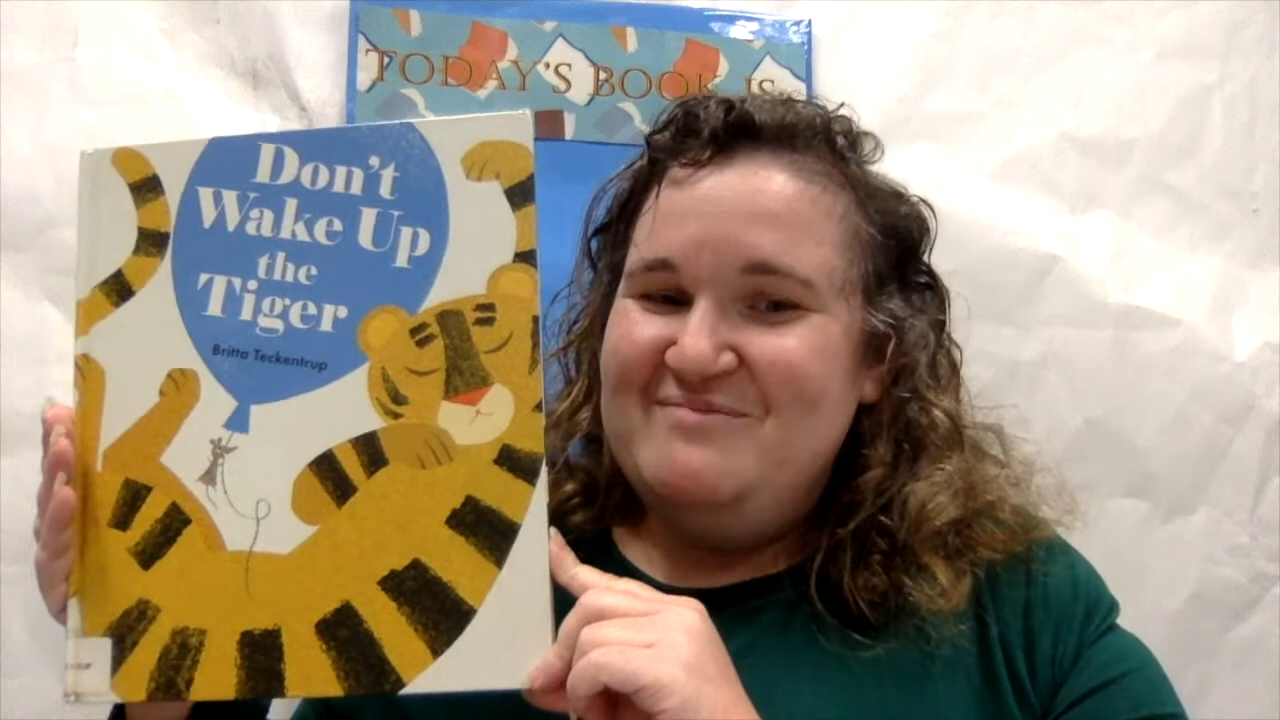 TODAY'S BOOK IS
Don't
Wake Up
the
Tiger
Britta Teckentrup